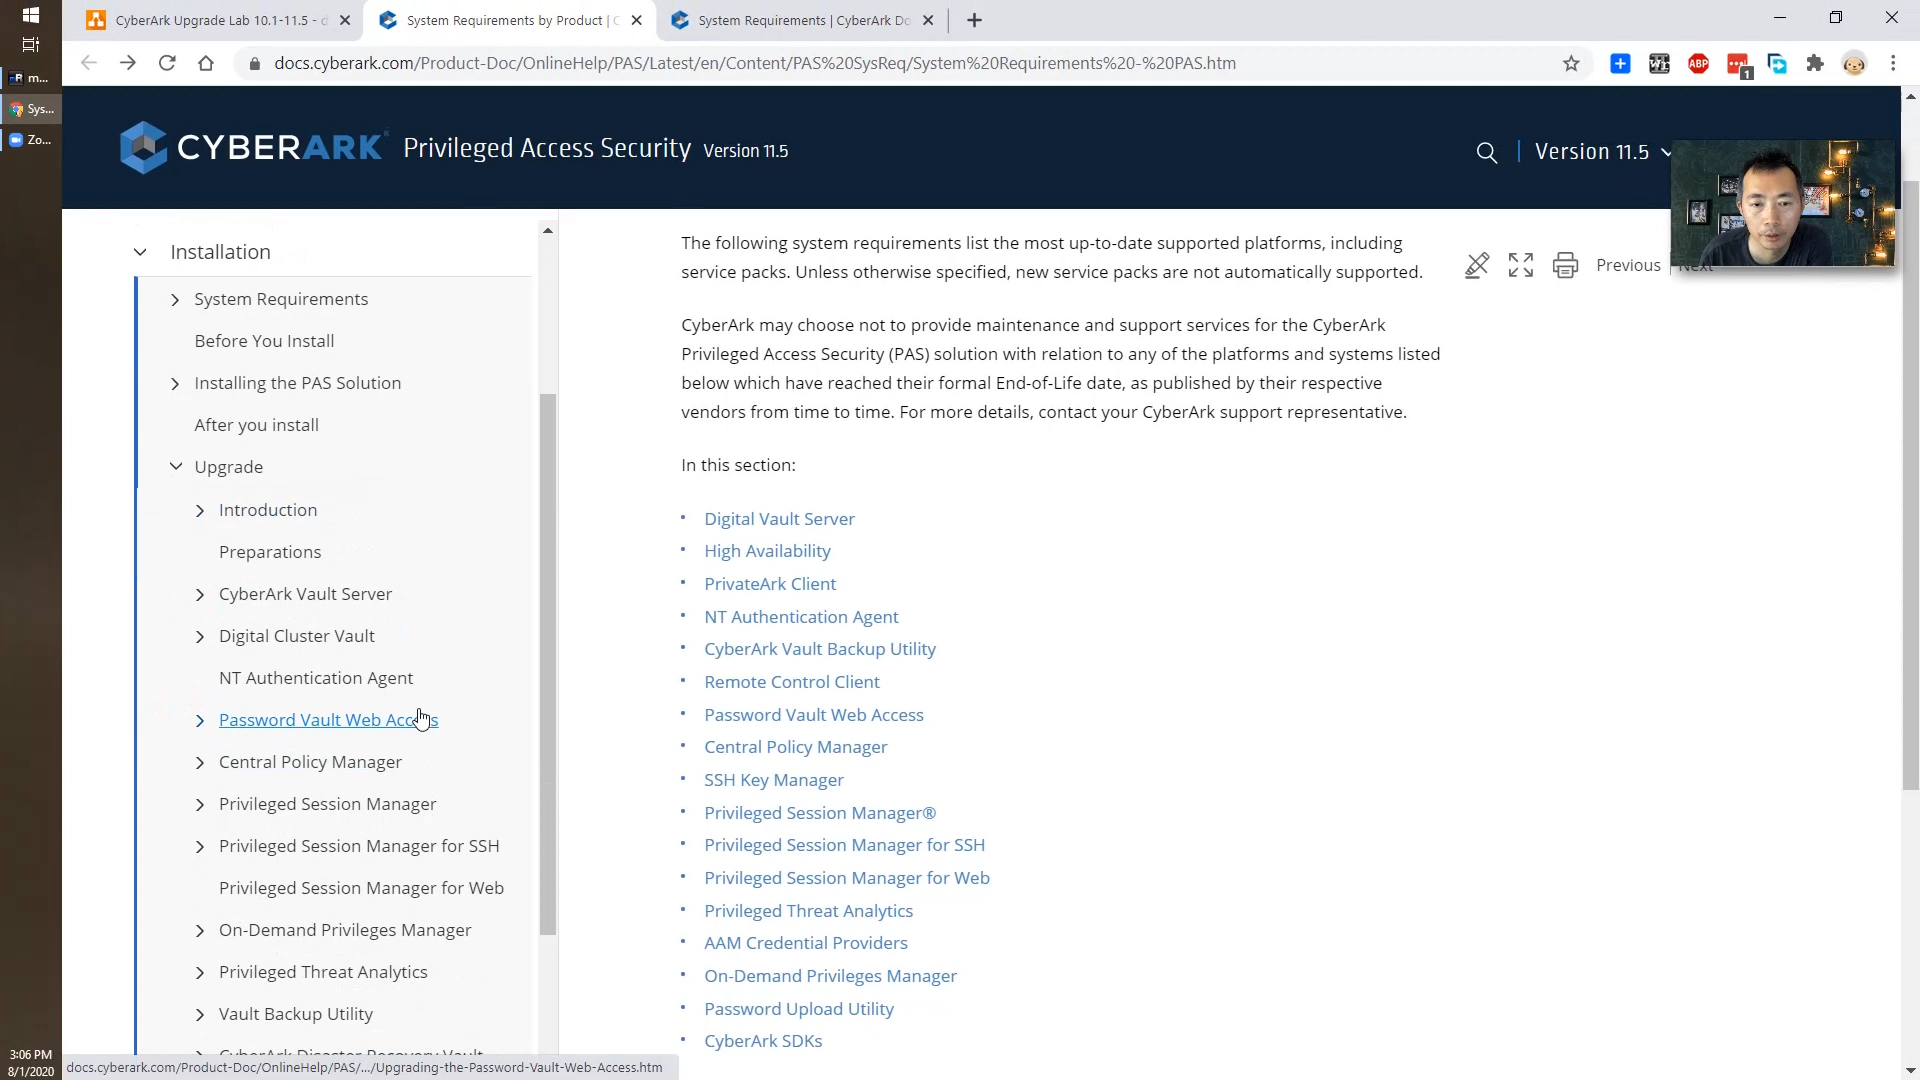 CyberArk Upgrade Lab 10.1-11.5 - d
System Requirements by Product | C
System Requirements | CyberArk Do
m...
docs.cyberark.com/Product-Doc/OnlineHelp/PAS/Latest/en/Content/PAS%20SysReq/System%20Requirements%20-%20PAS.htm
ABP
1
Sys...
Zo...
CYBERARK Privileged Access Security Version 11.5
Version 11.5
Previous | Next
Installation
System Requirements
Before You Install
Installing the PAS Solution
After you install
Upgrade
Introduction
Preparations
CyberArk Vault Server
Digital Cluster Vault
NT Authentication Agent
Password Vault Web Access
Central Policy Manager
Privileged Session Manager
Privileged Session Manager for SSH
Privileged Session Manager for Web
On-Demand Privileges Manager
Privileged Threat Analytics
Vault Backup Utility
CyberArk Disaster Recovery Vault
The following system requirements list the most up-to-date supported platforms, including
service packs. Unless otherwise specified, new service packs are not automatically supported.
CyberArk may choose not to provide maintenance and support services for the CyberArk
Privileged Access Security (PAS) solution with relation to any of the platforms and systems listed
below which have reached their formal End-of-Life date, as published by their respective
vendors from time to time. For more details, contact your CyberArk support representative.
In this section:
• Digital Vault Server
• High Availability
• PrivateArk Client
• NT Authentication Agent
• CyberArk Vault Backup Utility
• Remote Control Client
• Password Vault Web Access
• Central Policy Manager
• SSH Key Manager
• Privileged Session Manager®
• Privileged Session Manager for SSH
• Privileged Session Manager for Web
• Privileged Threat Analytics
• AAM Credential Providers
• On-Demand Privileges Manager
• Password Upload Utility
• CyberArk SDKs
3:06 PM
8/1/2020
docs.cyberark.com/Product-Doc/OnlineHelp/PAS/.../Upgrading-the-Password-Vault-Web-Access.htm